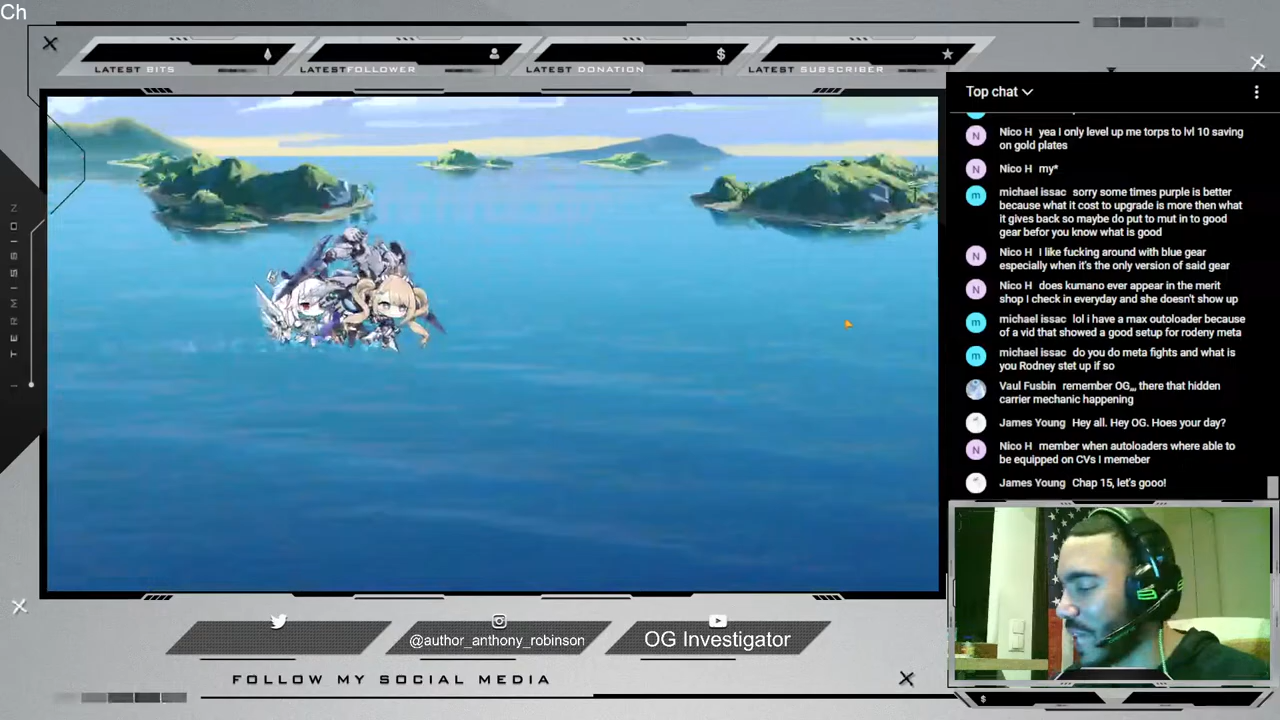 Ch
LATEST BITS
LATEST FOLLOWER
LATEST DONATION
LATEST SUBSCRIBER
Top chat
Nico H yea I only level up me torps to lvl 10 saving
on gold plates
Nico H my*
michael issac sorry some times purple is better
because what it cost to upgrade is more then what
it gives back so maybe do put to mut in to good
gear befor you know what is good
Nico H I like fucking around with blue gear
especially when it's the only version of said gear
Nico H does kumano ever appear in the merit
shop I check in everyday and she doesn't show up
michael issac lol i have a max outoloader because
of a vid that showed a good setup for rodeny meta
michael issac do you do meta fights and what is
you Rodney stet up if so
Vaul Fusbin remember OG,,, there that hidden
carrier mechanic happening
James Young Hey all. Hey OG. Hoes your day?
Nico H member when autoloaders where able to
be equipped on CVs I memeber
James Young Chap 15, let's gooo!
INTERMISSION
@author_anthony_robinson
OG Investigator
FOLLOW MY SOCIAL MEDIA